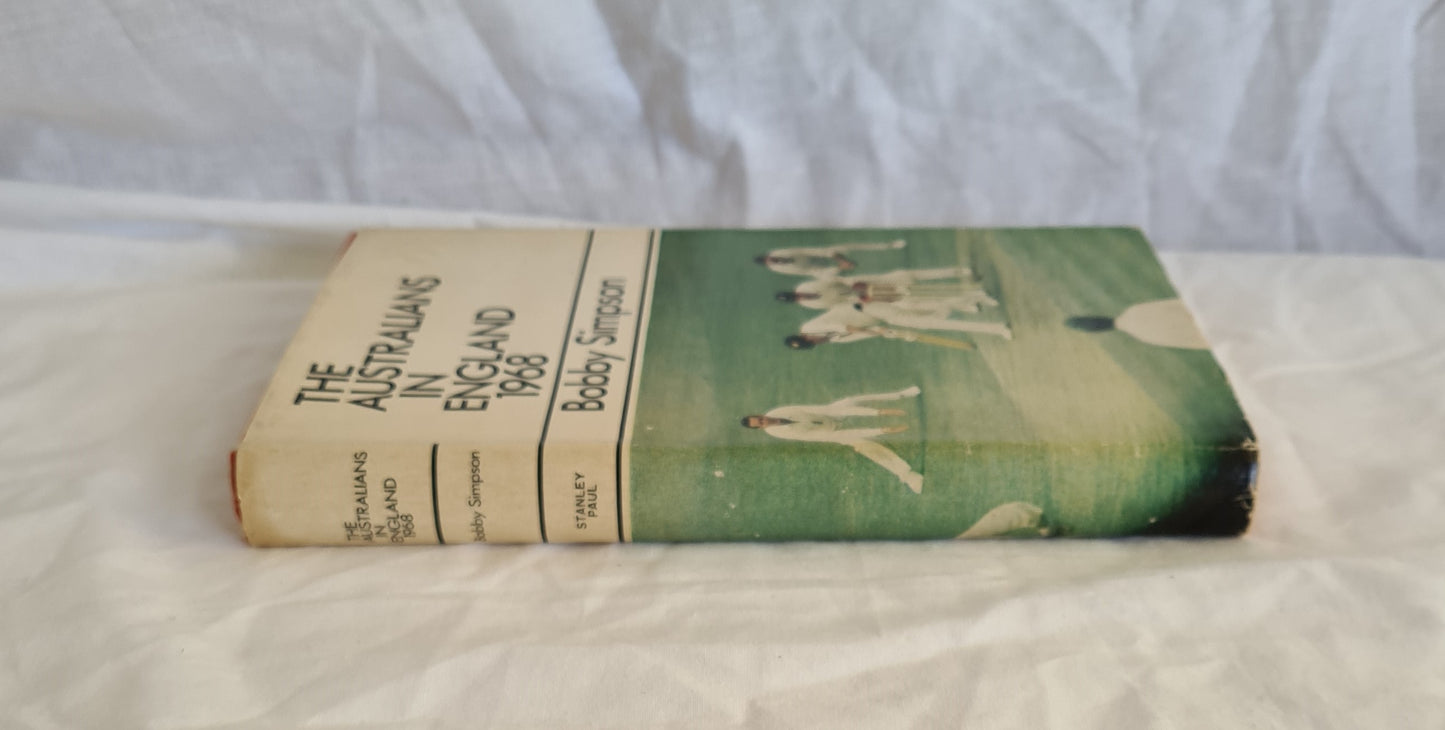 THE
AUSTRALIANS
IN
ENGLAND
1968
Bobby Simpson
THE
AUSTRALIANS
IN
ENGLAND
1968
Bobby Simpson
STANLEY
PAUL